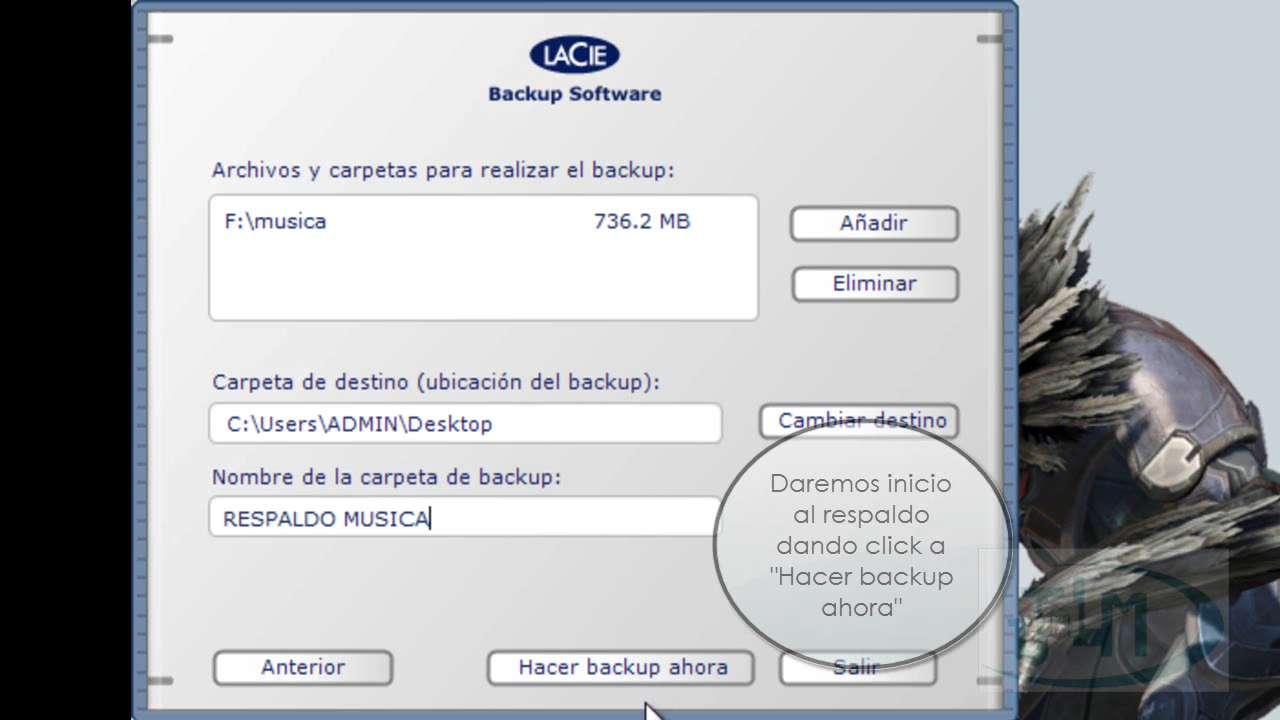 LACIE
Backup Software
Archivos y carpetas para realizar el backup:
F:\musica 736.2 MB
Añadir
Eliminar
Carpeta de destino (ubicación del backup):
C:\Users\ADMIN\Desktop
Cambiar destino
Nombre de la carpeta de backup:
RESPALDO MUSICA
Daremos inicio
al respaldo
dando click a
"Hacer backup
ahora"
Anterior
Hacer backup ahora
Salir